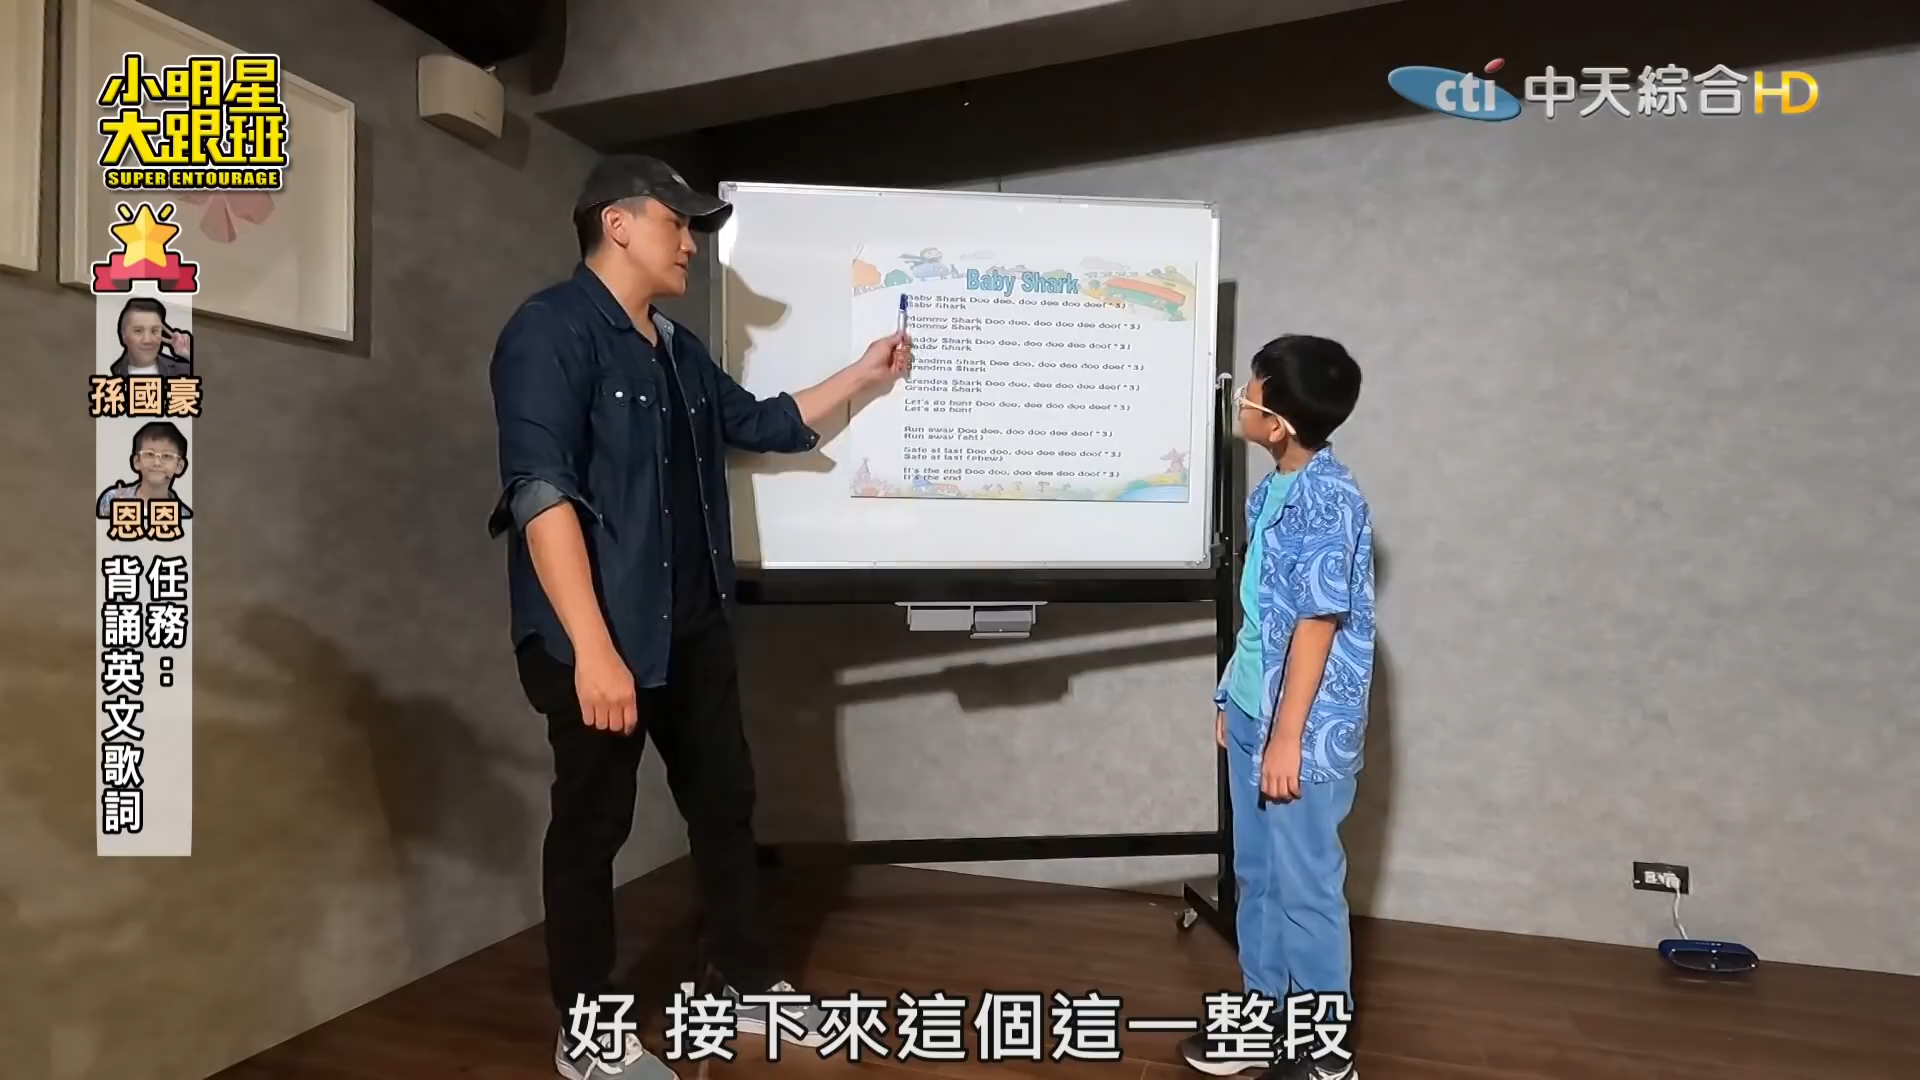 小明星
大跟班
SUPER ENTOURAGE
cti 中天綜合HD
孫國豪
恩恩
任務：
背誦英文歌詞
Baby Shark
Baby Shark Doo doo, doo doo doo doo( *3)
Baby Shark
Mommy Shark Doo doo, doo doo doo doo( *3)
Mommy Shark
Daddy Shark Doo doo, doo doo doo doo( *3)
Daddy Shark
Grandma Shark Doo doo, doo doo doo doo( *3)
Grandma Shark
Grandpa Shark Doo doo, doo doo doo doo( *3)
Grandpa Shark
Let's go hunt Doo doo, doo doo doo doo( *3)
Let's go hunt
Run away Doo doo, doo doo doo doo( *3)
Run away (ah!)
Safe at last Doo doo, doo doo doo doo( *3)
Safe at last (phew)
It's the end Doo doo, doo doo doo doo( *3)
It's the end
好 接下來這個這一整段